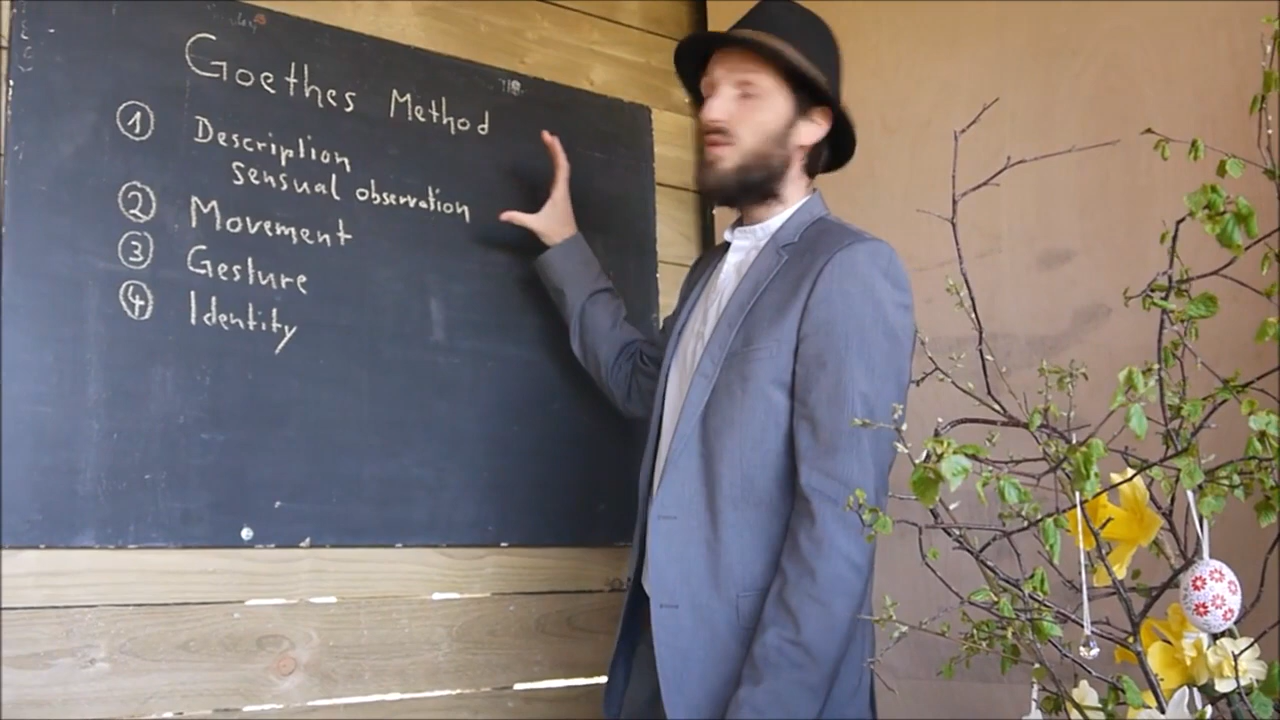 Goethes Method
① Description
sensual observation
② Movement
③ Gesture
④ Identity